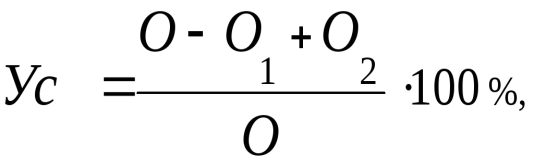 Ус = (О - О₁ + О₂) / О · 100 %,